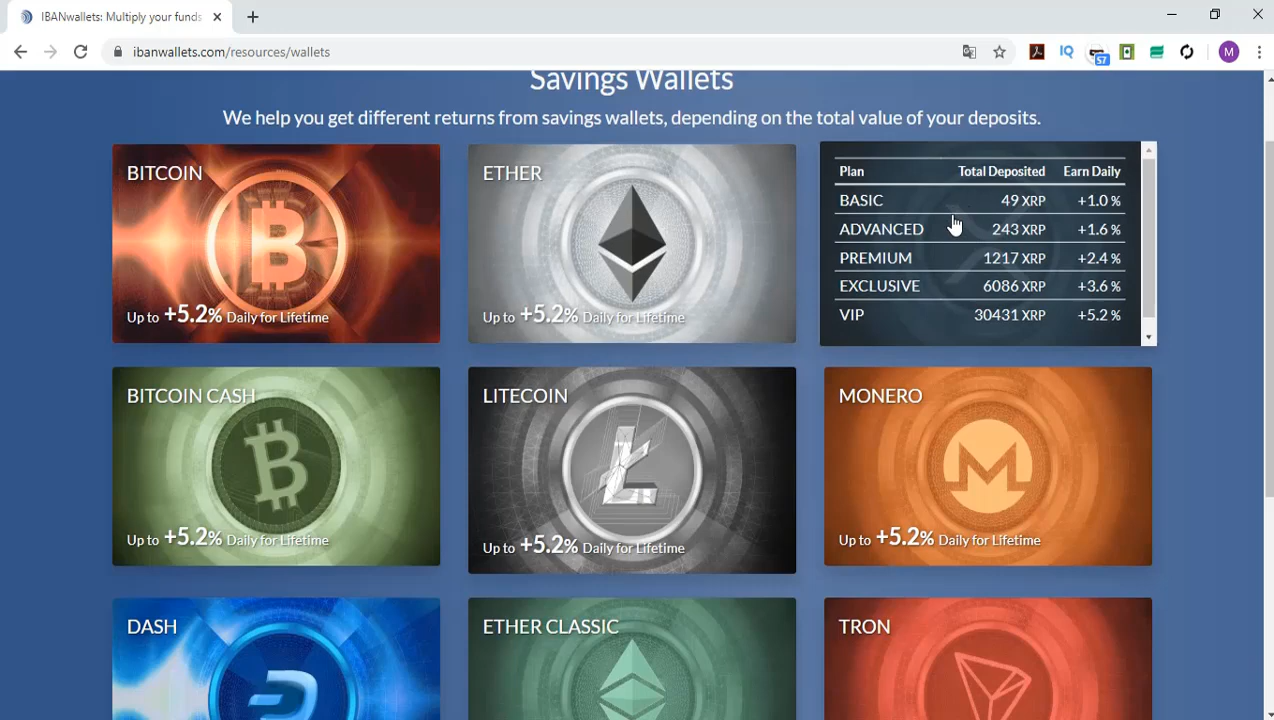 IBANwallets: Multiply your funds
ibanwallets.com/resources/wallets
57
IQ
M
Savings Wallets
We help you get different returns from savings wallets, depending on the total value of your deposits.
BITCOIN
Up to +5.2% Daily for Lifetime
ETHER
Up to +5.2% Daily for Lifetime
Plan Total Deposited Earn Daily
BASIC 49 XRP +1.0 %
ADVANCED 243 XRP +1.6 %
PREMIUM 1217 XRP +2.4 %
EXCLUSIVE 6086 XRP +3.6 %
VIP 30431 XRP +5.2 %
BITCOIN CASH
Up to +5.2% Daily for Lifetime
LITECOIN
Up to +5.2% Daily for Lifetime
MONERO
Up to +5.2% Daily for Lifetime
DASH
ETHER CLASSIC
TRON